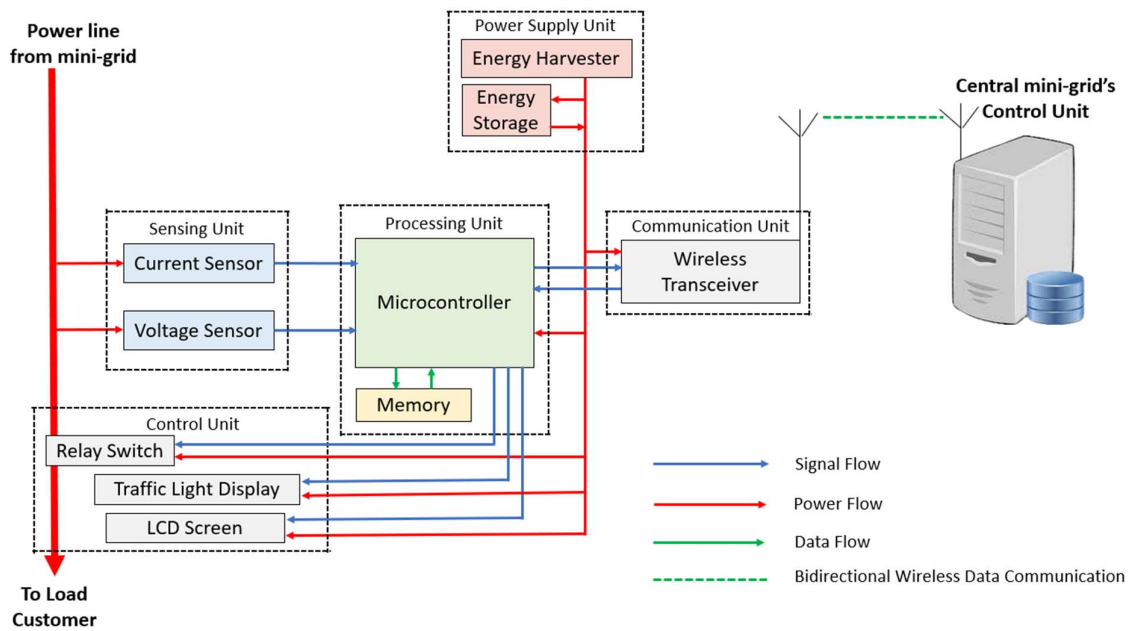 Power line
from mini-grid
Power Supply Unit
Energy Harvester
Energy
Storage
Central mini-grid's
Control Unit
Sensing Unit
Current Sensor
Voltage Sensor
Processing Unit
Microcontroller
Memory
Communication Unit
Wireless
Transceiver
Control Unit
Relay Switch
Traffic Light Display
LCD Screen
To Load
Customer
Signal Flow
Power Flow
Data Flow
Bidirectional Wireless Data Communication